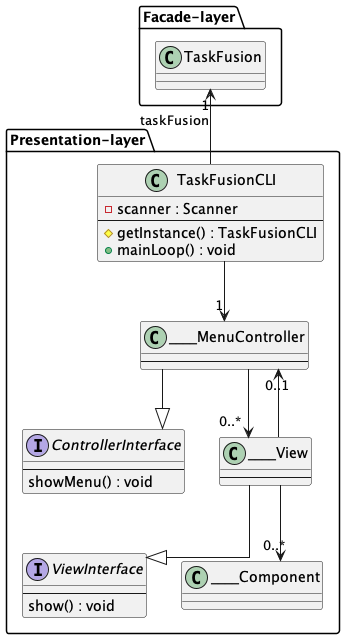 Facade-layer
C TaskFusion
1
taskFusion
Presentation-layer
C TaskFusionCLI
scanner : Scanner
getInstance() : TaskFusionCLI
mainLoop() : void
1
C ____MenuController
0..1
0..*
I ControllerInterface
showMenu() : void
C ____View
0..*
I ViewInterface
show() : void
C ____Component